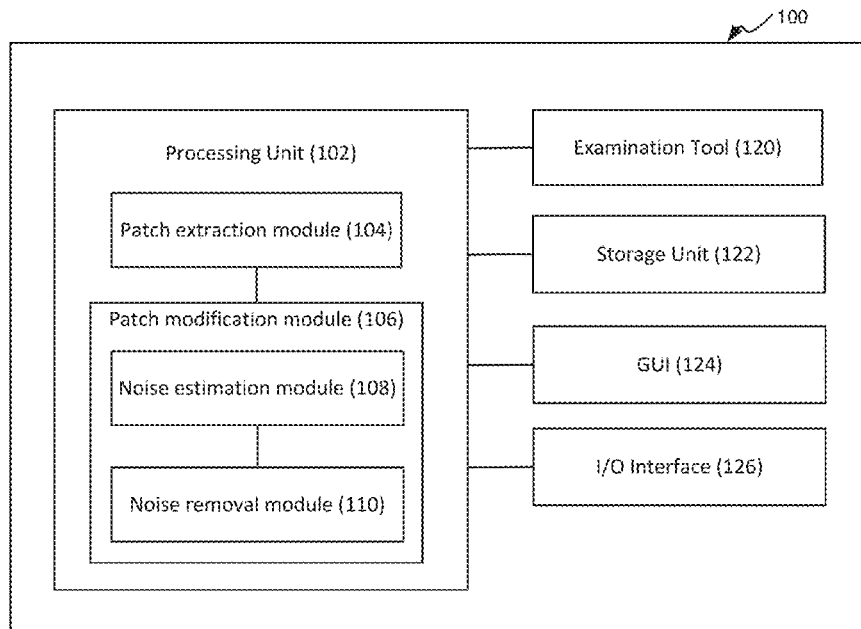 100
Processing Unit (102)
Patch extraction module (104)
Patch modification module (106)
Noise estimation module (108)
Noise removal module (110)
Examination Tool (120)
Storage Unit (122)
GUI (124)
I/O Interface (126)